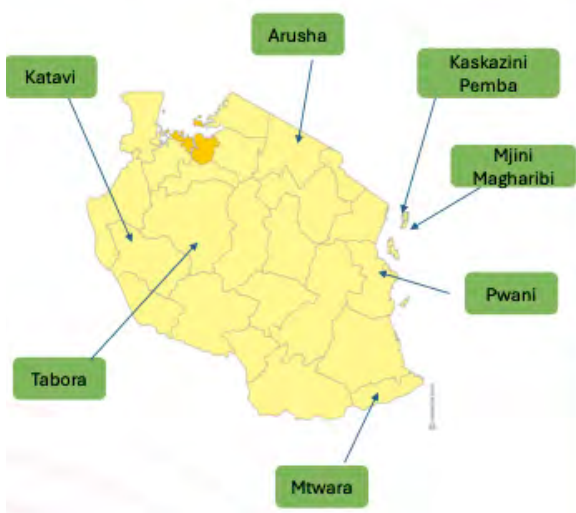 Arusha
Kaskazini
Pemba
Katavi
Mjini
Magharibi
Pwani
Tabora
Mtwara